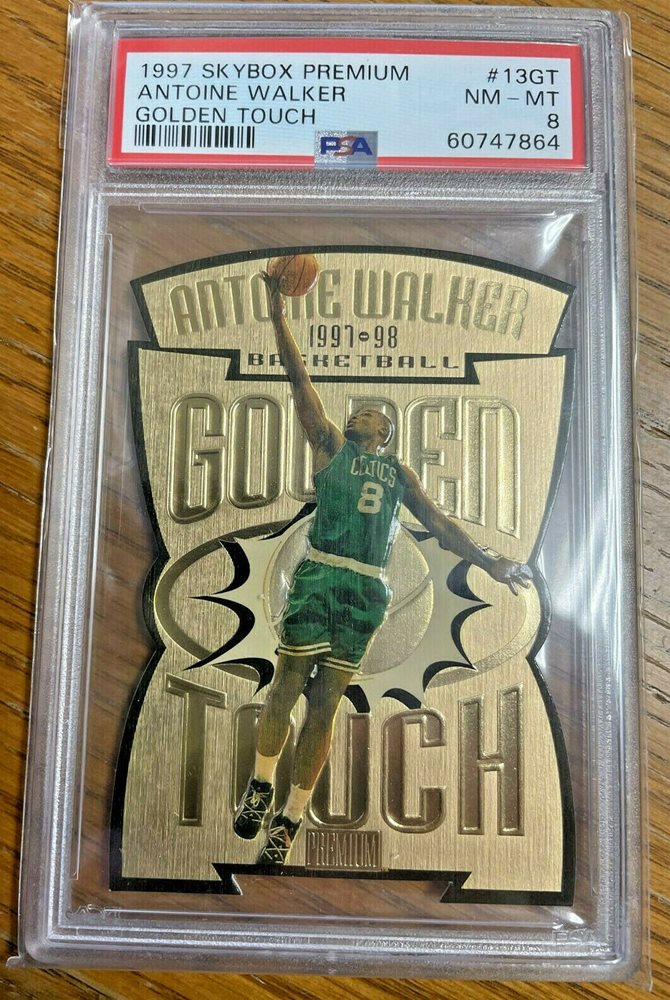 1997 SKYBOX PREMIUM #13GT
ANTOINE WALKER NM - MT
GOLDEN TOUCH 8
PSA 60747864
ANTOINE WALKER
1997-98
BASKETBALL
GOLDEN
CELTICS
8
TOUCH
PREMIUM